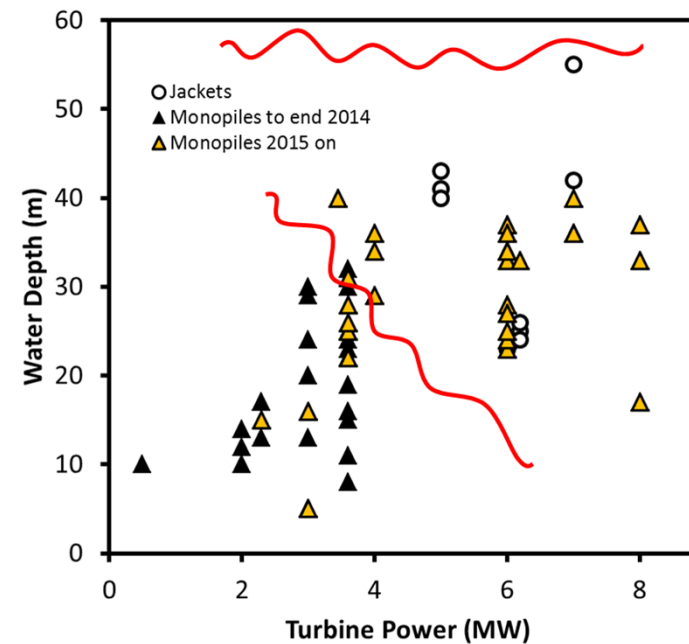 60
50
40
30
20
10
0
Water Depth (m)
Jackets
Monopiles to end 2014
Monopiles 2015 on
0 2 4 6 8
Turbine Power (MW)